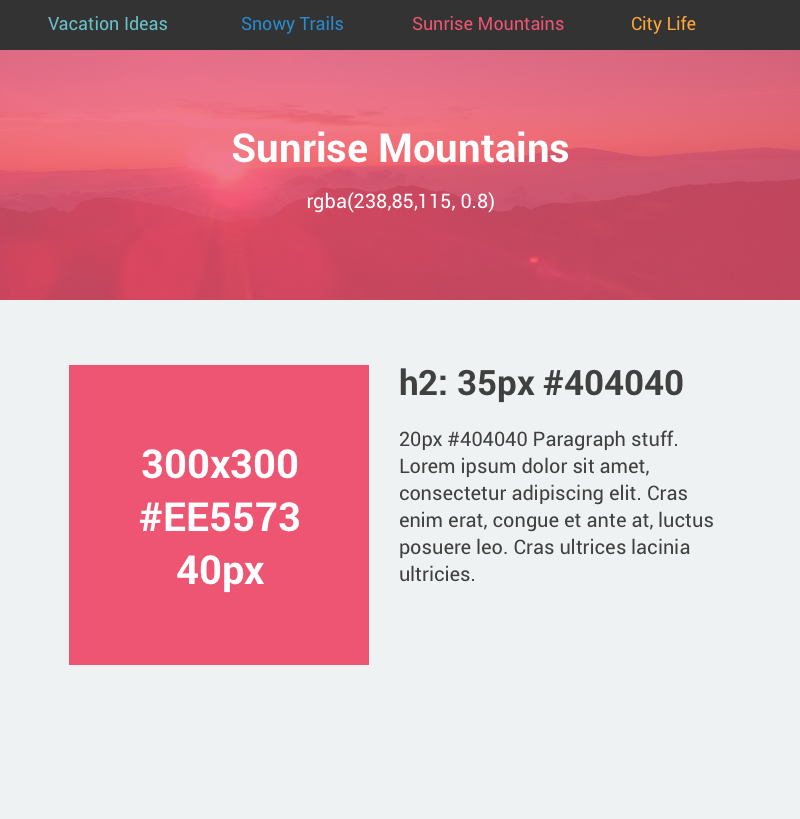 Vacation Ideas Snowy Trails Sunrise Mountains City Life
Sunrise Mountains
rgba(238,85,115, 0.8)
300x300
#EE5573
40px
h2: 35px #404040
20px #404040 Paragraph stuff.
Lorem ipsum dolor sit amet,
consectetur adipiscing elit. Cras
enim erat, congue et ante at, luctus
posuere leo. Cras ultrices lacinia
ultricies.